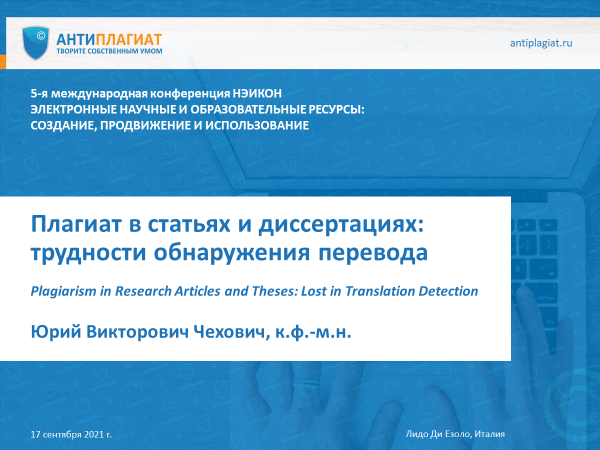 ©
АНТИПЛАГИАТ
ТВОРИТЕ СОБСТВЕННЫМ УМОМ
antiplagiat.ru
5-я международная конференция НЭИКОН
ЭЛЕКТРОННЫЕ НАУЧНЫЕ И ОБРАЗОВАТЕЛЬНЫЕ РЕСУРСЫ:
СОЗДАНИЕ, ПРОДВИЖЕНИЕ И ИСПОЛЬЗОВАНИЕ
Плагиат в статьях и диссертациях:
трудности обнаружения перевода
Plagiarism in Research Articles and Theses: Lost in Translation Detection
Юрий Викторович Чехович, к.ф.-м.н.
17 сентября 2021 г.
Лидо Ди Езоло, Италия